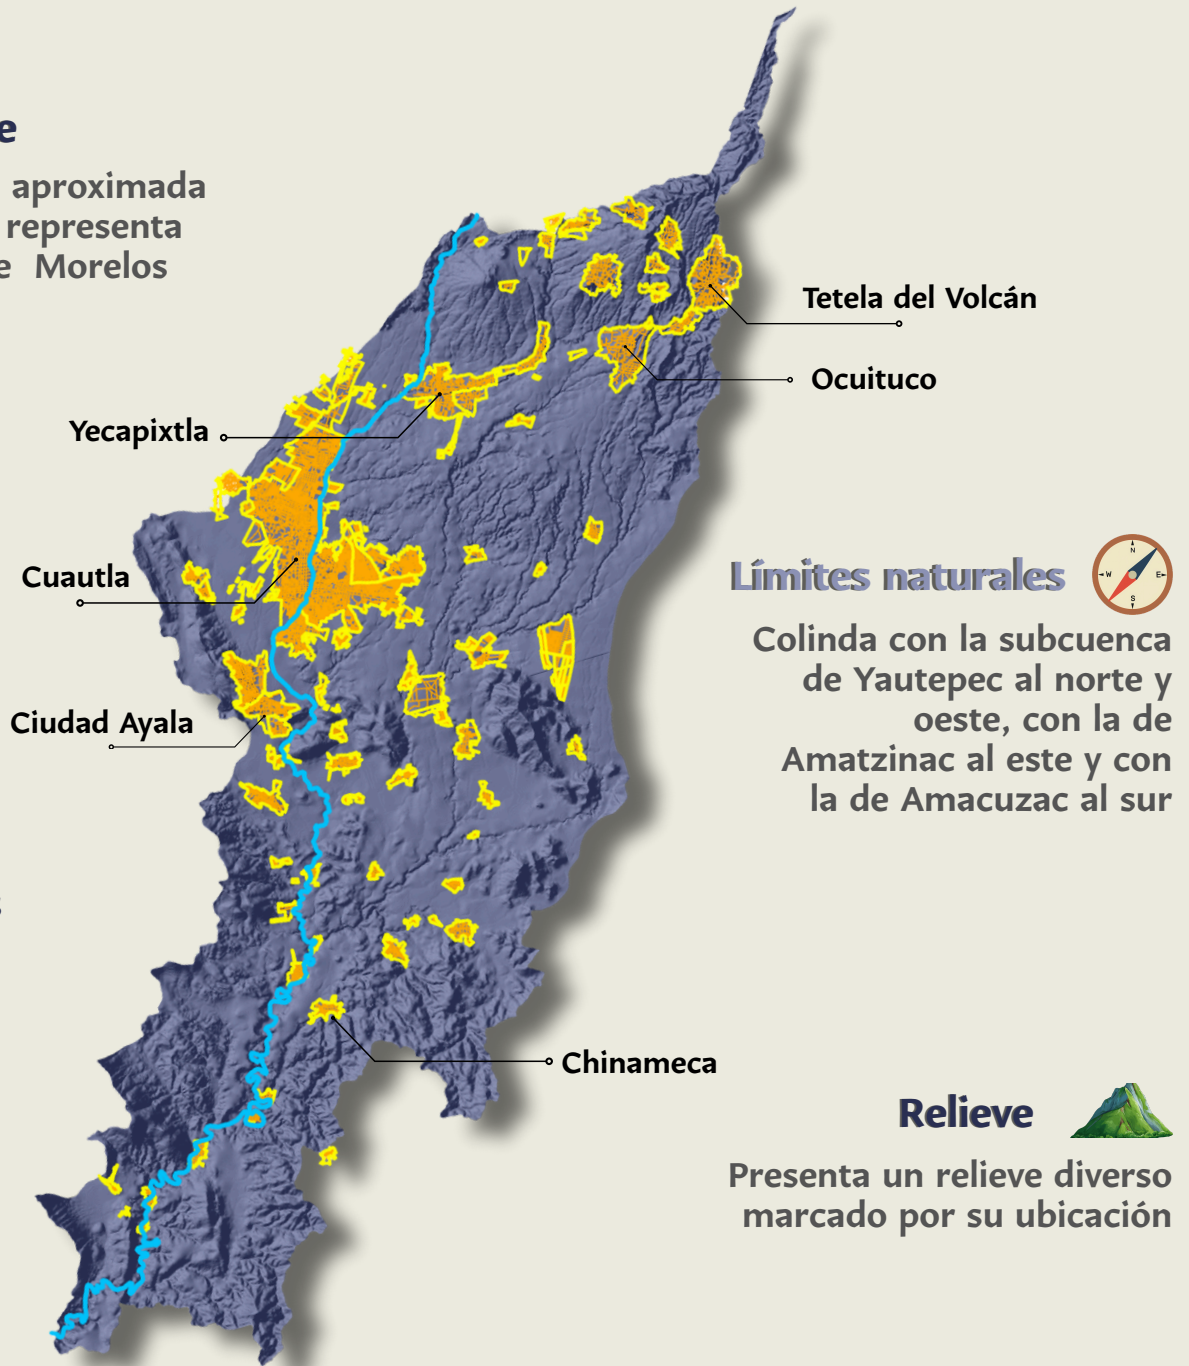 e
aproximada
representa
e Morelos
Tetela del Volcán
Ocuituco
Yecapixtla
Cuautla
Ciudad Ayala
Límites naturales
N
W
E
S
Colinda con la subcuenca
de Yautepec al norte y
oeste, con la de
Amatzinac al este y con
la de Amacuzac al sur
s
Chinameca
Relieve
Presenta un relieve diverso
marcado por su ubicación